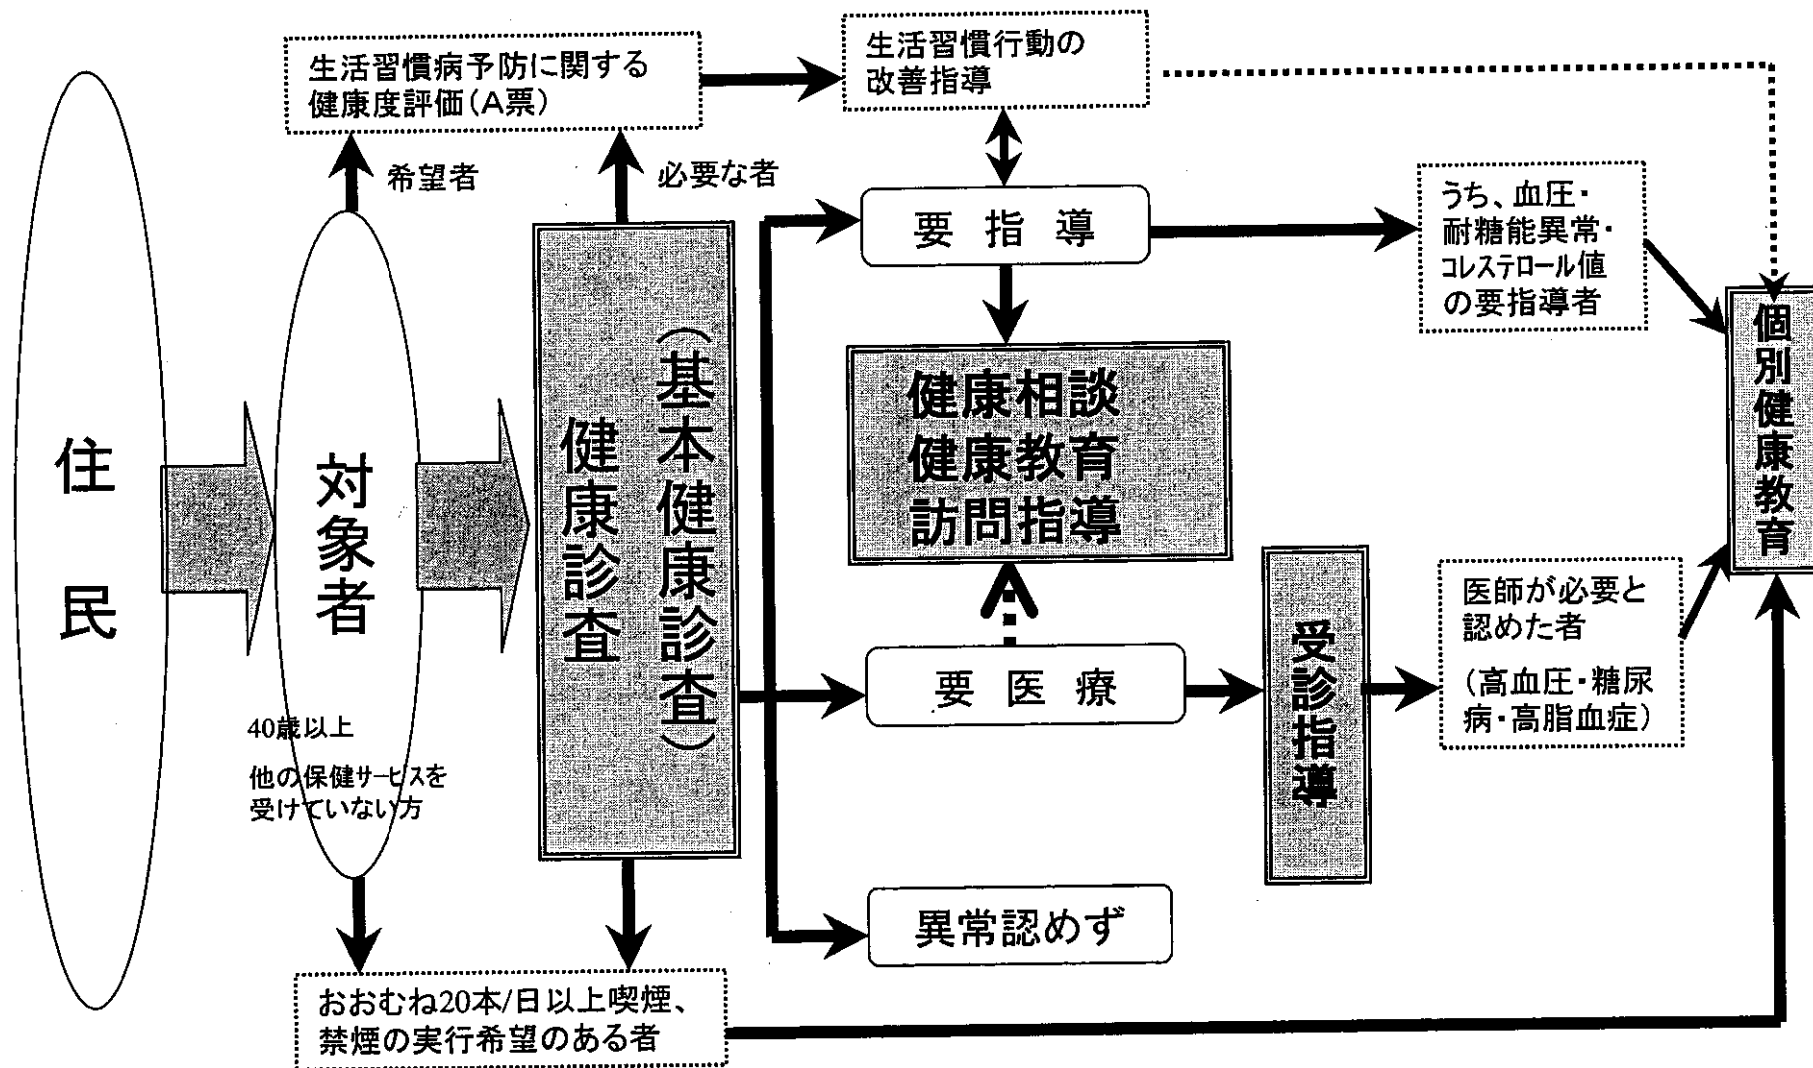 生活習慣病予防に関する
健康度評価（A票）
生活習慣行動の
改善指導
希望者
必要な者
要指導
うち、血圧・
耐糖能異常・
コレステロール値
の要指導者
住民
対象者
40歳以上
他の保健サービスを
受けていない方
（基本健康診査）
健康診査
健康相談
健康教育
訪問指導
個別健康教育
要医療
受診指導
医師が必要と
認めた者
（高血圧・糖尿
病・高脂血症）
異常認めず
おおむね20本/日以上喫煙、
禁煙の実行希望のある者